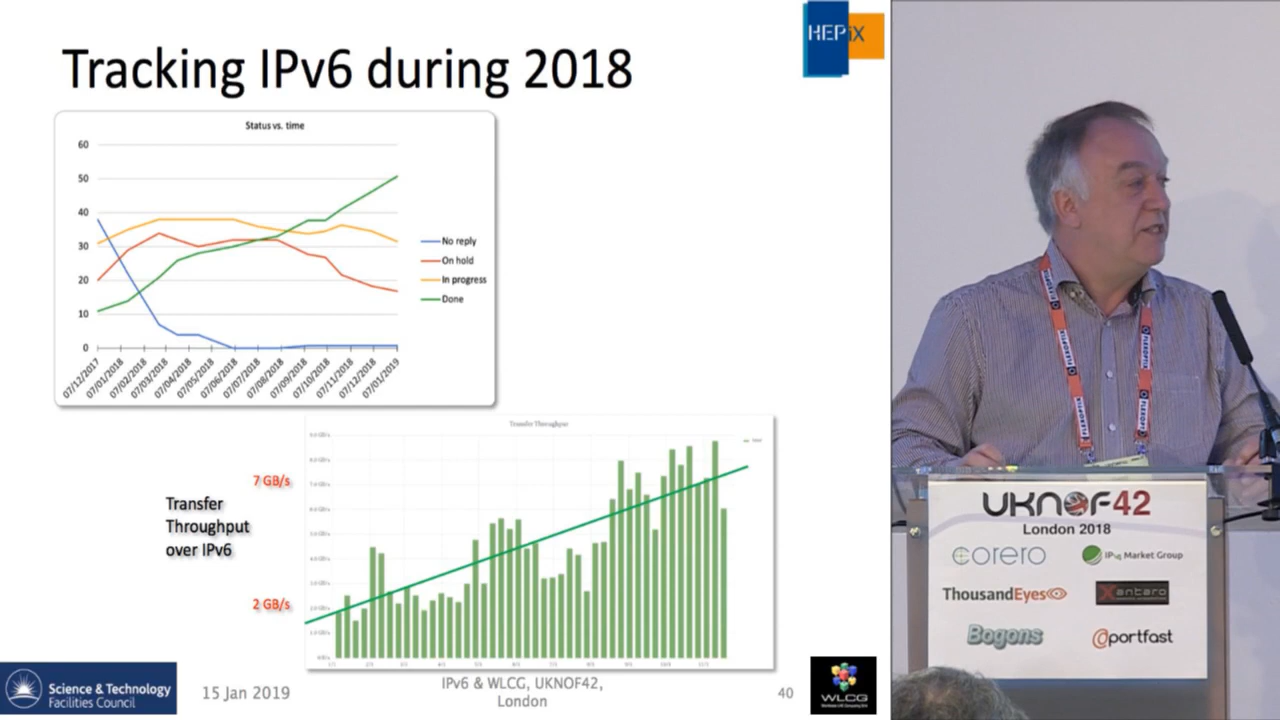 Tracking IPv6 during 2018
HEPiX
Status vs. time
60
50
40
30
20
10
0
No reply
On hold
In progress
Done
07/12/2017
07/01/2018
07/02/2018
07/03/2018
07/04/2018
07/05/2018
07/06/2018
07/07/2018
07/08/2018
07/09/2018
07/10/2018
07/11/2018
07/12/2018
07/01/2019
Transfer Throughput
7 GB/s
Transfer
Throughput
over IPv6
2 GB/s
Science & Technology
Facilities Council
15 Jan 2019
IPv6 & WLCG, UKNOF42,
London
40
WLCG
FLEXOPTIX
UKNOF42
London 2018
corero
IPv4 Market Group
ThousandEyes
Xantaro
Bogons
portfast